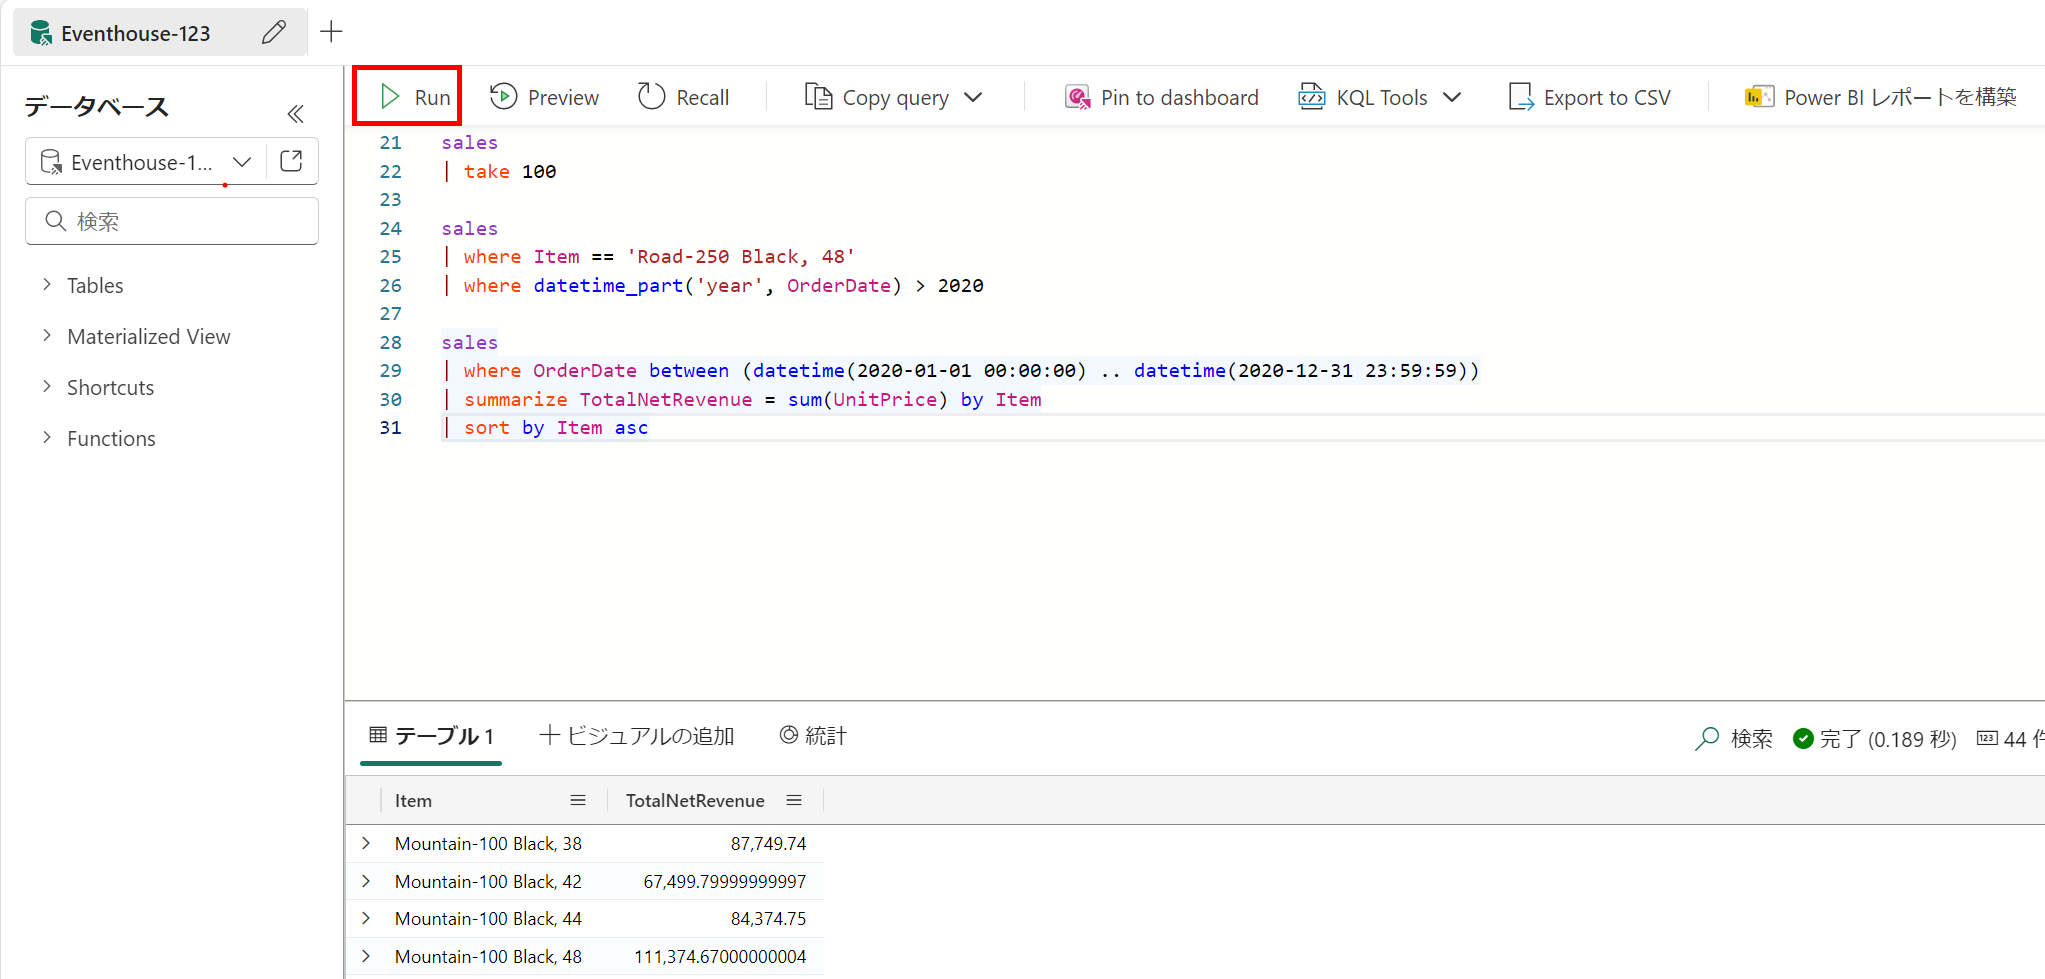 Eventhouse-123
データベース
Eventhouse-1...
検索
Tables
Materialized View
Shortcuts
Functions
Run Preview Recall Copy query Pin to dashboard KQL Tools Export to CSV Power BI レポートを構築
21 sales
22 | take 100
23
24 sales
25 | where Item == 'Road-250 Black, 48'
26 | where datetime_part('year', OrderDate) > 2020
27
28 sales
29 | where OrderDate between (datetime(2020-01-01 00:00:00) .. datetime(2020-12-31 23:59:59))
30 | summarize TotalNetRevenue = sum(UnitPrice) by Item
31 | sort by Item asc
テーブル 1 ビジュアルの追加 統計 検索 完了 (0.189 秒) 123 44 件
Item TotalNetRevenue
Mountain-100 Black, 38 87,749.74
Mountain-100 Black, 42 67,499.79999999997
Mountain-100 Black, 44 84,374.75
Mountain-100 Black, 48 111,374.67000000004